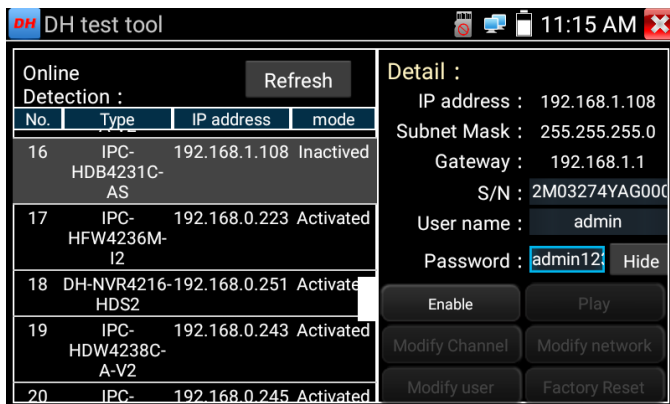 DH DH test tool 11:15 AM
Online
Detection :
Refresh
No. Type IP address mode
16 IPC-HDB4231C-AS 192.168.1.108 Inactived
17 IPC-HFW4236M-I2 192.168.0.223 Activated
18 DH-NVR4216-HDS2 192.168.0.251 Activate
19 IPC-HDW4238C-A-V2 192.168.0.243 Activated
20 IPC- 192.168.0.245 Activated
Detail :
IP address : 192.168.1.108
Subnet Mask : 255.255.255.0
Gateway : 192.168.1.1
S/N : 2M03274YAG000
User name : admin
Password : admin123 Hide
Enable Play
Modify Channel Modify network
Modify user Factory Reset